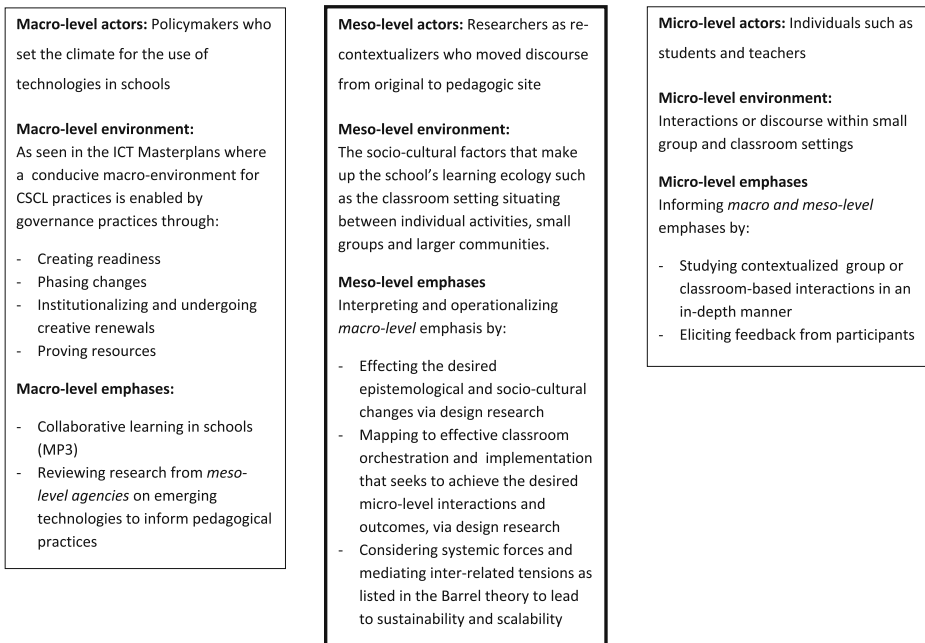 Macro-level actors: Policymakers who
set the climate for the use of
technologies in schools
Macro-level environment:
As seen in the ICT Masterplans where
a conducive macro-environment for
CSCL practices is enabled by
governance practices through:
- Creating readiness
- Phasing changes
- Institutionalizing and undergoing
creative renewals
- Proving resources
Macro-level emphases:
- Collaborative learning in schools
(MP3)
- Reviewing research from meso-
level agencies on emerging
technologies to inform pedagogical
practices
Meso-level actors: Researchers as re-
contextualizers who moved discourse
from original to pedagogic site
Meso-level environment:
The socio-cultural factors that make
up the school's learning ecology such
as the classroom setting situating
between individual activities, small
groups and larger communities.
Meso-level emphases
Interpreting and operationalizing
macro-level emphasis by:
- Effecting the desired
epistemological and socio-cultural
changes via design research
- Mapping to effective classroom
orchestration and implementation
that seeks to achieve the desired
micro-level interactions and
outcomes, via design research
- Considering systemic forces and
mediating inter-related tensions as
listed in the Barrel theory to lead
to sustainability and scalability
Micro-level actors: Individuals such as
students and teachers
Micro-level environment:
Interactions or discourse within small
group and classroom settings
Micro-level emphases
Informing macro and meso-level
emphases by:
- Studying contextualized group or
classroom-based interactions in an
in-depth manner
- Eliciting feedback from participants